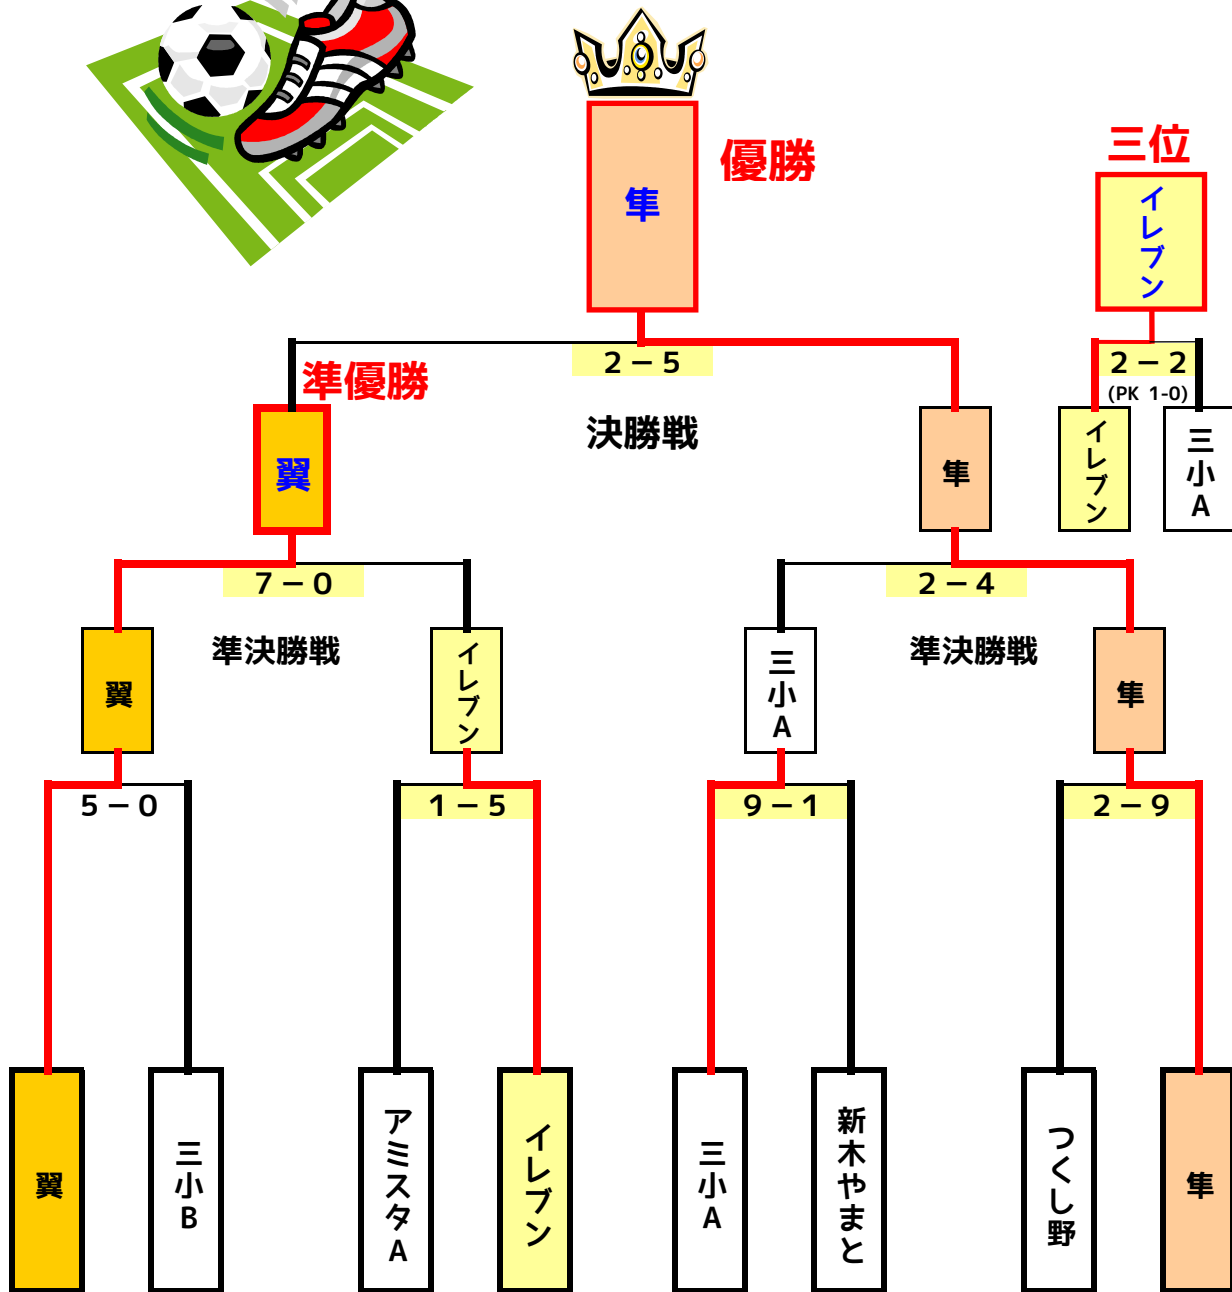 優勝
三位
隼
イレブン
2－5
2－2
(PK 1-0)
準優勝
決勝戦
翼
隼
イレブン
三小A
7－0
2－4
準決勝戦
準決勝戦
翼
イレブン
三小A
隼
5－0
1－5
9－1
2－9
翼
三小B
アミスタA
イレブン
三小A
新木やまと
つくし野
隼